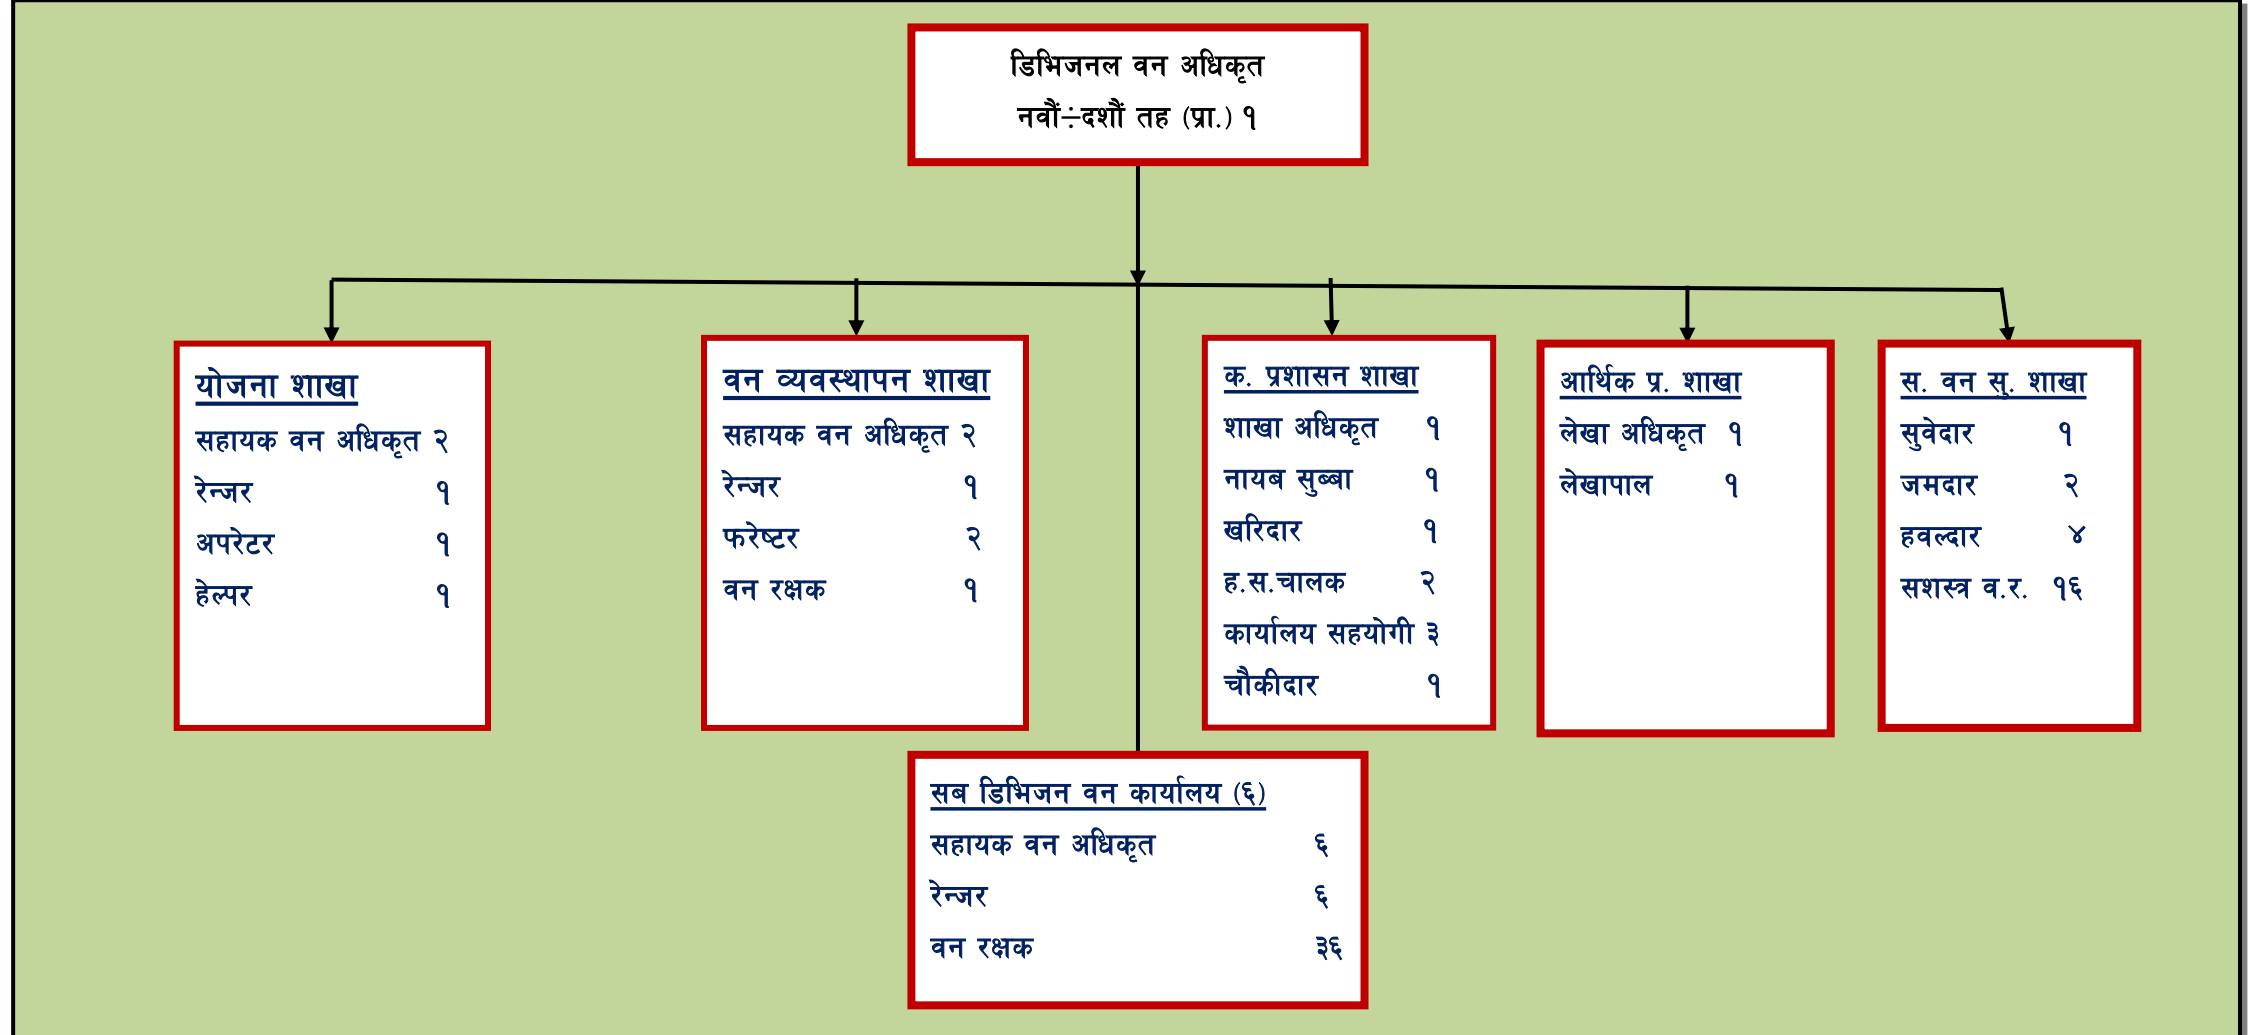 डिभिजनल वन अधिकृत
नवौं÷दशौं तह (प्रा.) १
योजना शाखा
सहायक वन अधिकृत २
रेन्जर १
अपरेटर १
हेल्पर १
वन व्यवस्थापन शाखा
सहायक वन अधिकृत २
रेन्जर १
फरेष्टर २
वन रक्षक १
क. प्रशासन शाखा
शाखा अधिकृत १
नायब सुब्बा १
खरिदार १
ह.स.चालक २
कार्यालय सहयोगी ३
चौकीदार १
आर्थिक प्र. शाखा
लेखा अधिकृत १
लेखापाल १
स. वन सु. शाखा
सुवेदार १
जमदार २
हवल्दार ४
सशस्त्र व.र. १६
सब डिभिजन वन कार्यालय (६)
सहायक वन अधिकृत ६
रेन्जर ६
वन रक्षक ३६